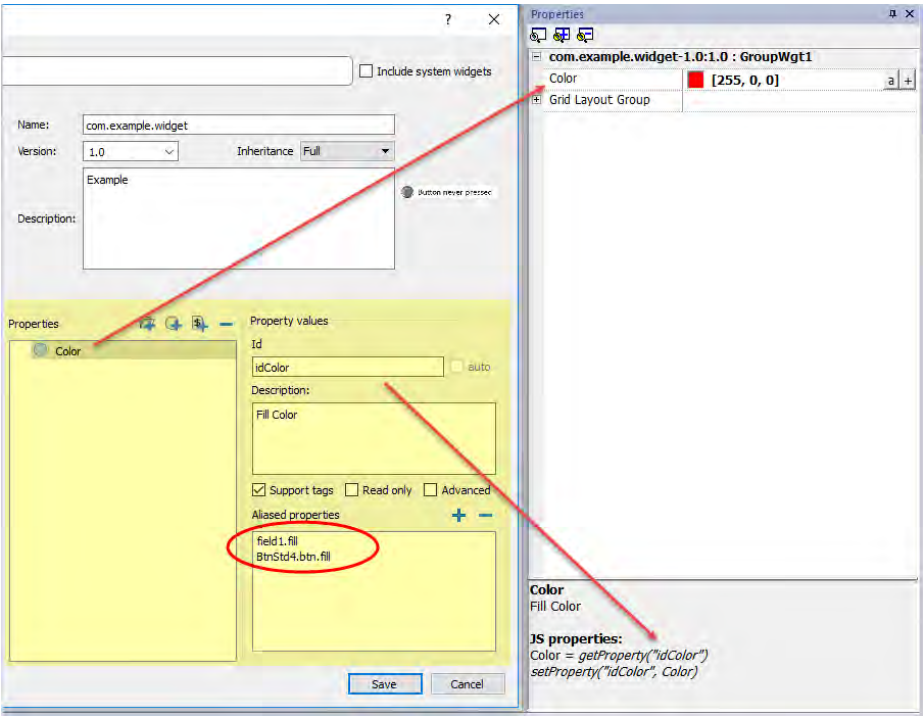 ?
Include system widgets
Name:
com.example.widget
Version:
1.0
Inheritance
Full
Description:
Example
Button never pressed
Properties
Color
Property values
Id
idColor
auto
Description:
Fill Color
Support tags
Read only
Advanced
Aliased properties
field1.fill
BtnStd4.btn.fill
Save
Cancel
Properties
com.example.widget-1.0:1.0 : GroupWgt1
Color
[255, 0, 0]
a
+
Grid Layout Group
Color
Fill Color
JS properties:
Color = getProperty("idColor")
setProperty("idColor", Color)